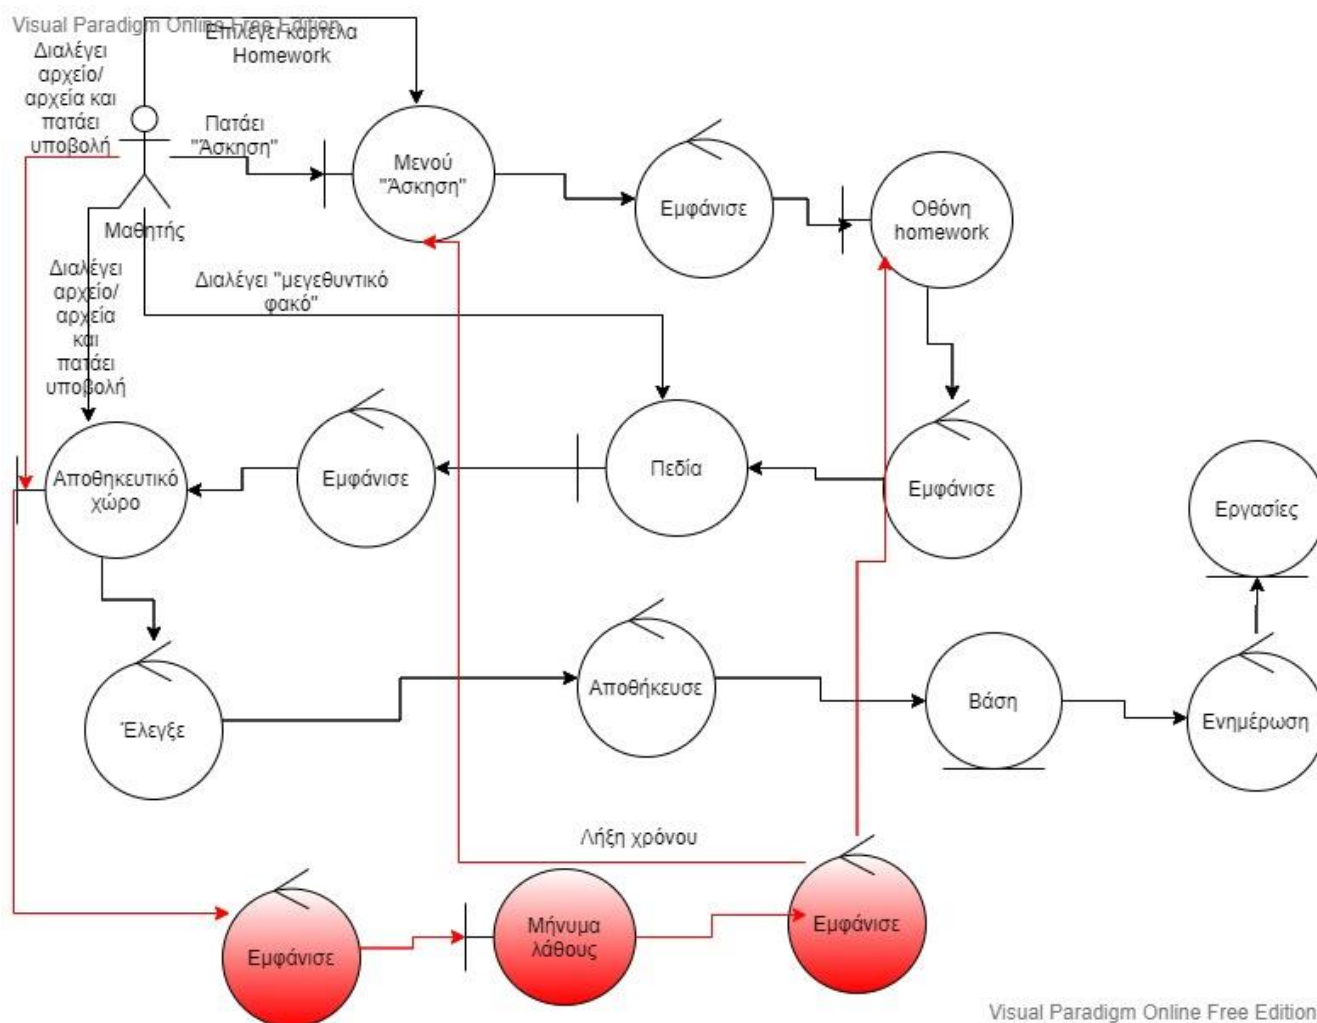 Visual Paradigm Online Free Edition
Επιλέγει καρτέλα
Homework
Διαλέγει
αρχείο/
αρχεία και
πατάει
υποβολή
Πατάει
"Άσκηση"
Μενού
"Άσκηση"
Εμφάνισε
Οθόνη
homework
Μαθητής
Διαλέγει
αρχείο/
αρχεία
και
πατάει
υποβολή
Διαλέγει "μεγεθυντικό
φακό"
Αποθηκευτικό
χώρο
Εμφάνισε
Πεδία
Εμφάνισε
Εργασίες
Έλεγξε
Αποθήκευσε
Βάση
Ενημέρωση
Λήξη χρόνου
Εμφάνισε
Μήνυμα
λάθους
Εμφάνισε
Visual Paradigm Online Free Edition